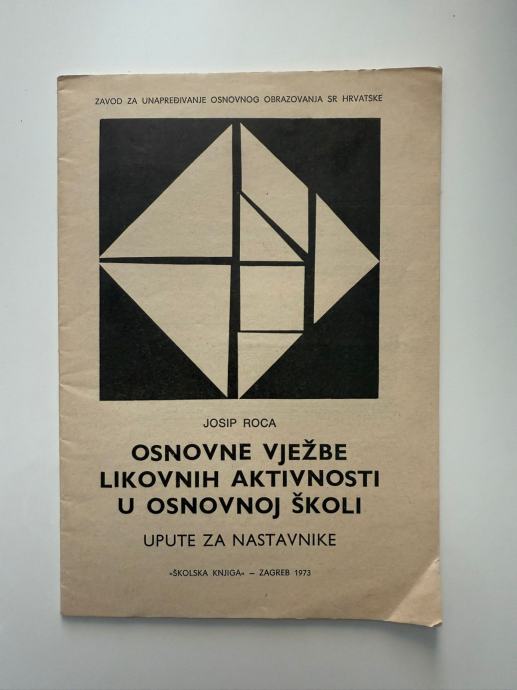 ZAVOD ZA UNAPREĐIVANJE OSNOVNOG OBRAZOVANJA SR HRVATSKE
JOSIP ROCA
OSNOVNE VJEŽBE
LIKOVNIH AKTIVNOSTI
U OSNOVNOJ ŠKOLI
UPUTE ZA NASTAVNIKE
»ŠKOLSKA KNJIGA« – ZAGREB 1973